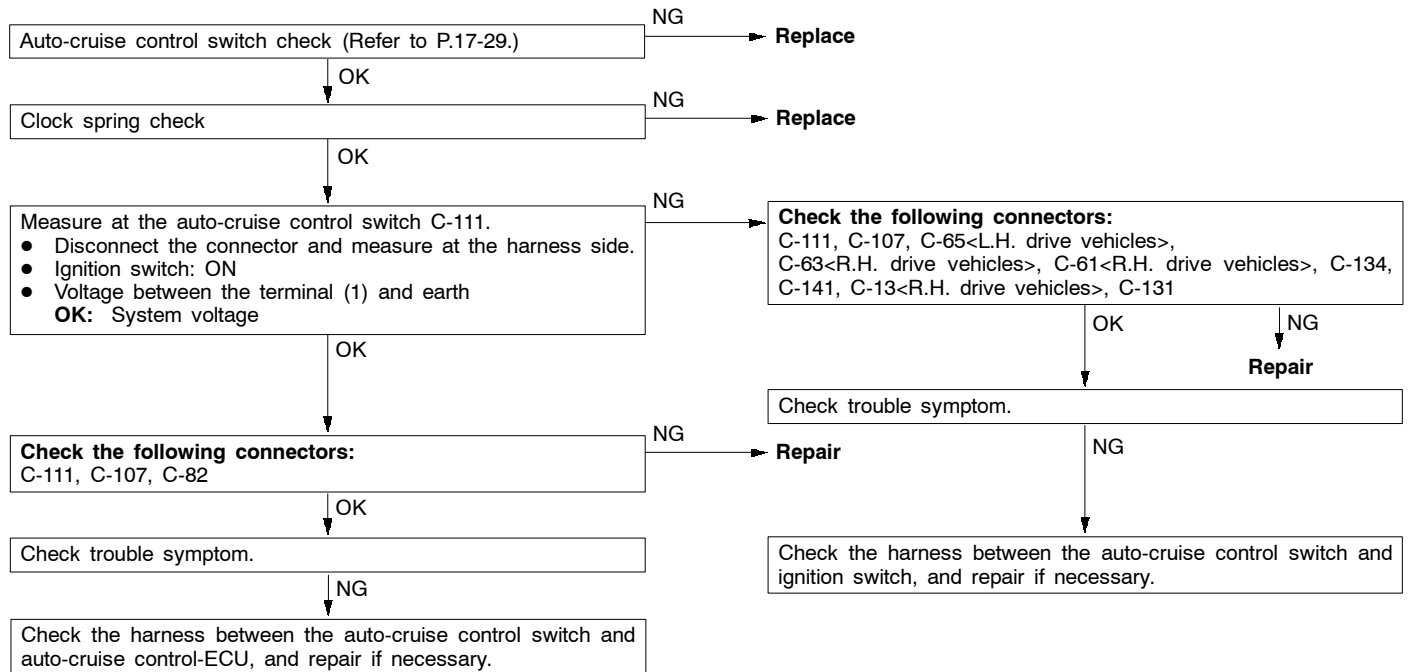 NG
Auto-cruise control switch check (Refer to P.17-29.)
Replace
OK
NG
Clock spring check
Replace
OK
NG
Measure at the auto-cruise control switch C-111.
● Disconnect the connector and measure at the harness side.
● Ignition switch: ON
● Voltage between the terminal (1) and earth
OK: System voltage
Check the following connectors:
C-111, C-107, C-65<L.H. drive vehicles>,
C-63<R.H. drive vehicles>, C-61<R.H. drive vehicles>, C-134,
C-141, C-13<R.H. drive vehicles>, C-131
OK
OK
NG
Repair
Check trouble symptom.
NG
Check the following connectors:
C-111, C-107, C-82
NG
Repair
OK
Check trouble symptom.
Check the harness between the auto-cruise control switch and
ignition switch, and repair if necessary.
NG
Check the harness between the auto-cruise control switch and
auto-cruise control-ECU, and repair if necessary.